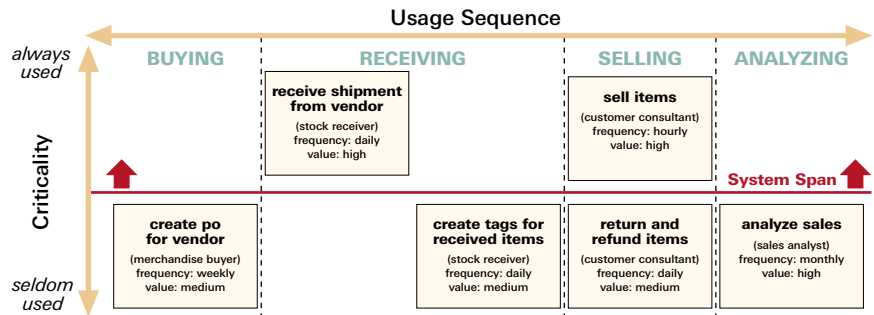 Usage Sequence
always
used
BUYING
RECEIVING
SELLING
ANALYZING
receive shipment
from vendor
(stock receiver)
frequency: daily
value: high
sell items
(customer consultant)
frequency: hourly
value: high
Criticality
System Span
create po
for vendor
(merchandise buyer)
frequency: weekly
value: medium
create tags for
received items
(stock receiver)
frequency: daily
value: medium
return and
refund items
(customer consultant)
frequency: daily
value: medium
analyze sales
(sales analyst)
frequency: monthly
value: high
seldom
used